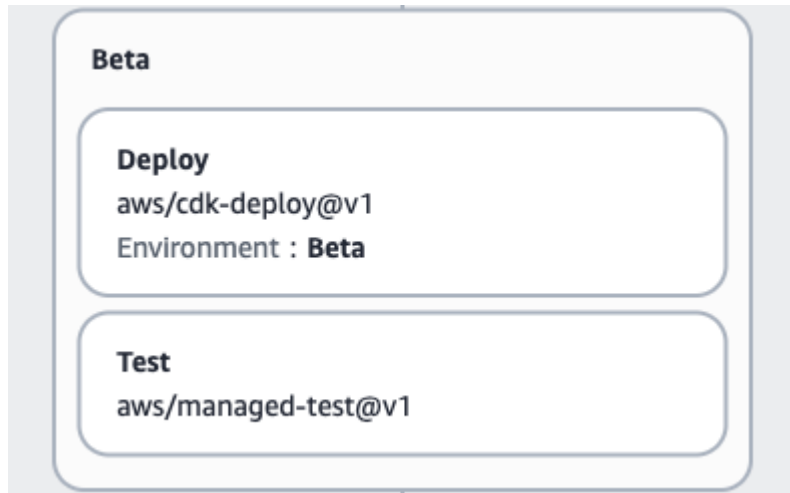 Beta
Deploy
aws/cdk-deploy@v1
Environment : Beta
Test
aws/managed-test@v1